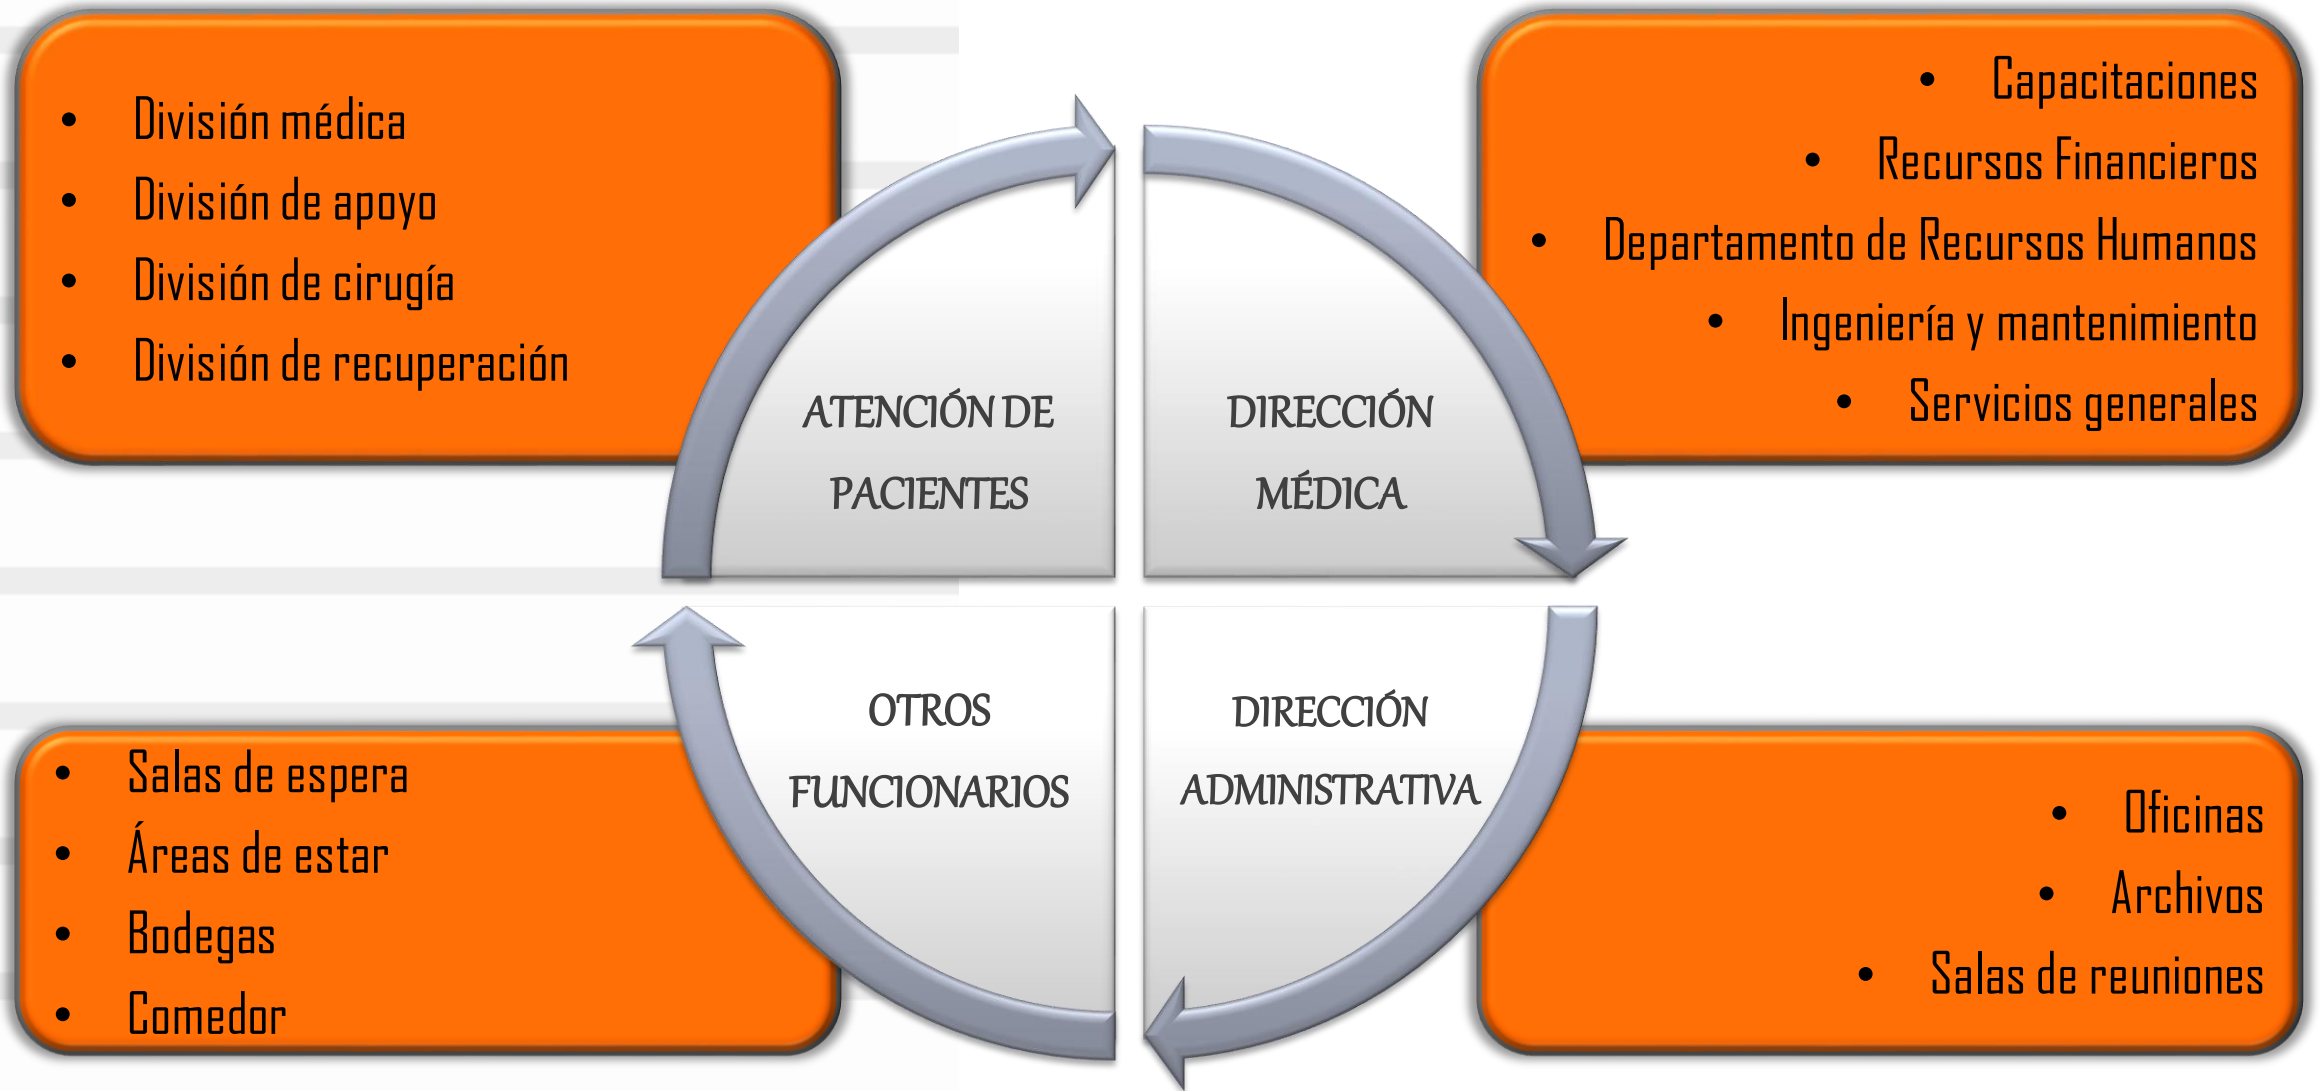 • División médica
• División de apoyo
• División de cirugía
• División de recuperación
• Capacitaciones
• Recursos Financieros
• Departamento de Recursos Humanos
• Ingeniería y mantenimiento
• Servicios generales
ATENCIÓN DE
PACIENTES
DIRECCIÓN
MÉDICA
OTROS
FUNCIONARIOS
DIRECCIÓN
ADMINISTRATIVA
• Salas de espera
• Áreas de estar
• Bodegas
• Comedor
• Oficinas
• Archivos
• Salas de reuniones